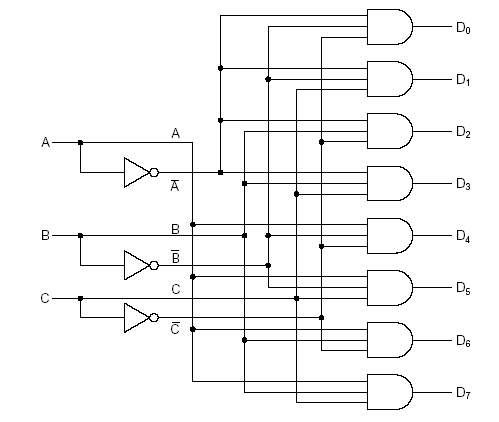 D₀
D₁
D₂
A A
D₃
A̅
B B
D₄
B̅
C C
D₅
C̅
D₆
D₇